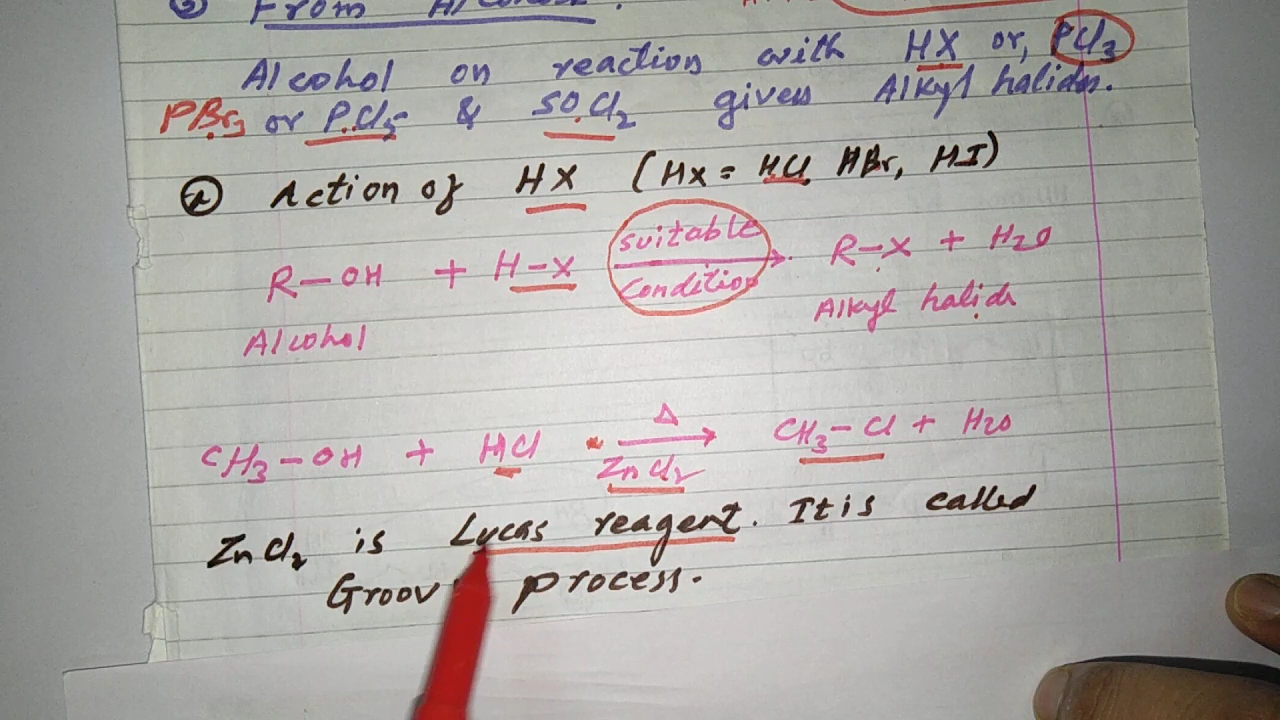 ② From Alcohol.
Alcohol on reaction with HX or, PCl3
PBr3 or P.Cl5 & SOCl2 gives Alkyl halides.
Action of HX (HX = HCl HBr, HI)
R-OH + H-X suitable condition → R-X + H2O
Alcohol Alkyl halide
CH3-OH + HCl Δ → ZnCl2 CH3-Cl + H2O
ZnCl2 is Lucas reagent. It is called
process.